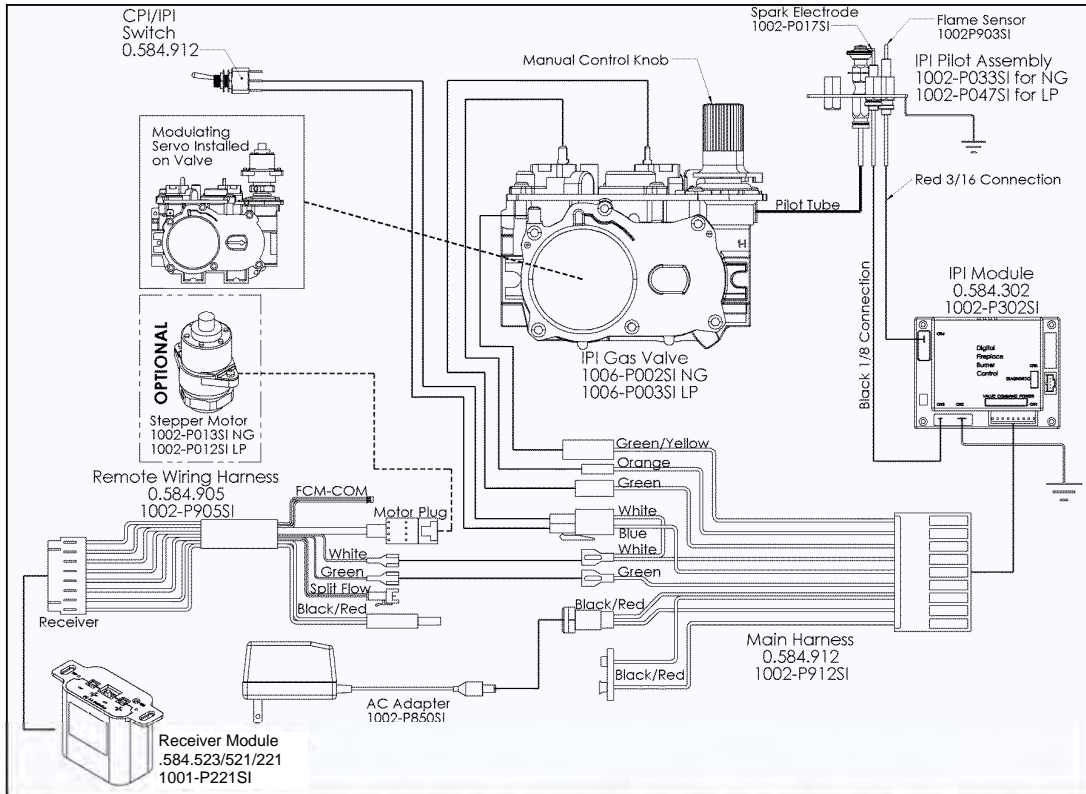 CPI/IPI
Switch
0.584.912
Spark Electrode
1002-P017SI
Flame Sensor
1002P903SI
IPI Pilot Assembly
1002-P033SI for NG
1002-P047SI for LP
Manual Control Knob
Modulating
Servo Installed
on Valve
Red 3/16 Connection
Pilot Tube
IPI Module
0.584.302
1002-P302SI
Digital
Fireplace
Burner
Control
DIAGNOSTIC
VALVE COMMAND POWER
Black 1/8 Connection
OPTIONAL
Stepper Motor
1002-P013SI NG
1002-P012SI LP
IPI Gas Valve
1006-P002SI NG
1006-P003SI LP
Green/Yellow
Orange
Green
White
Blue
White
Green
Black/Red
Black/Red
Remote Wiring Harness
0.584.905
1002-P905SI
FCM-COM
Motor Plug
White
Green
Split Flow
Black/Red
Receiver
Main Harness
0.584.912
1002-P912SI
AC Adapter
1002-P850SI
Receiver Module
.584.523/521/221
1001-P221SI